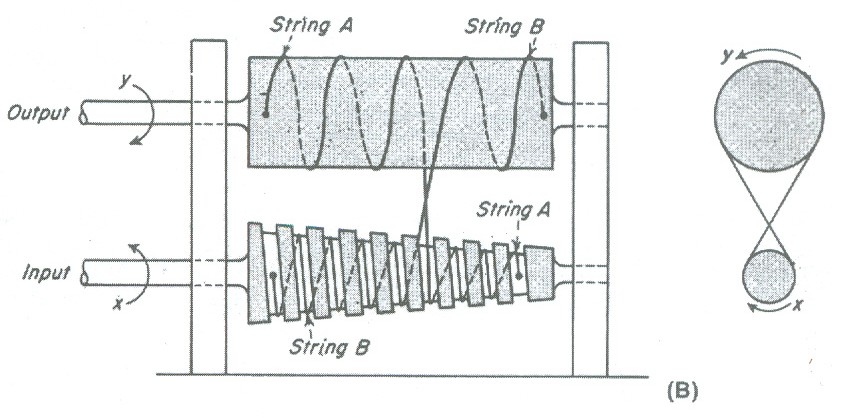 String A
String B
y
y
Output
String A
Input
x
x
String B
(B)